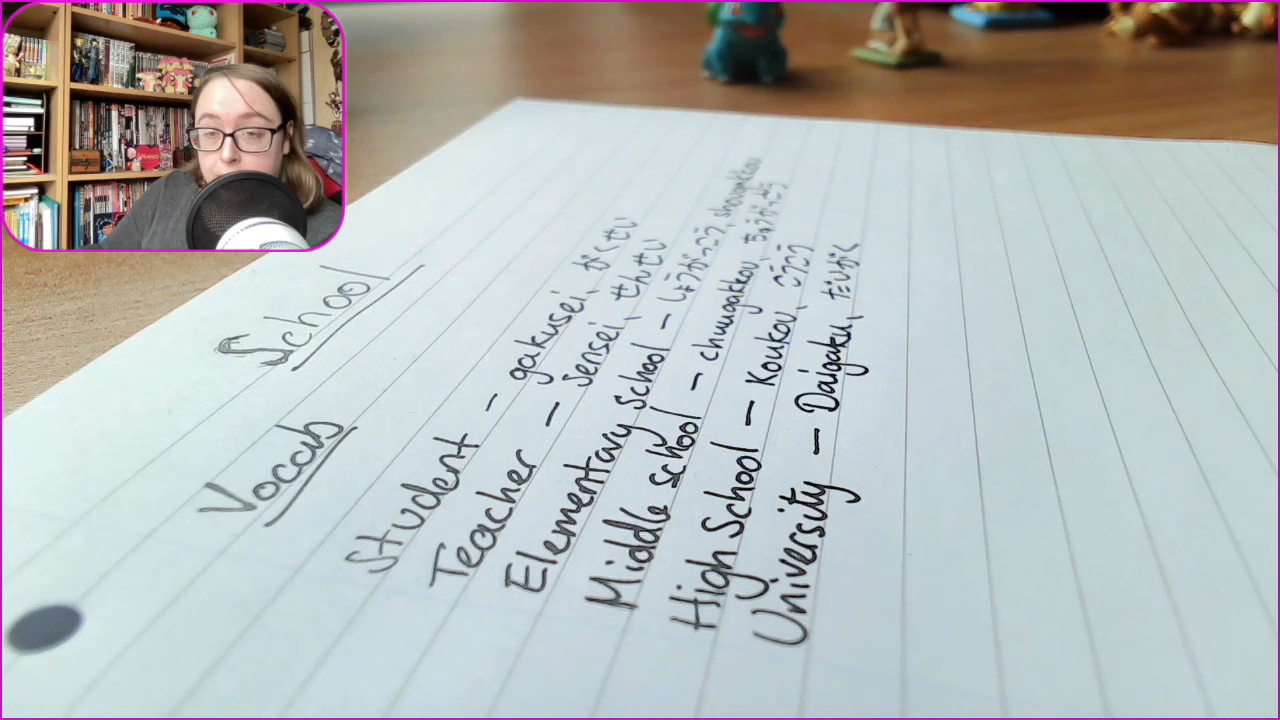 Vocab School
Student – gakusei、がくせい
Teacher – Sensei、せんせい
Elementary School – しょうがっこう、shougakkou
Middle school – chuugakkou、ちゅうがっこう
High School – Koukou、こうこう
University – Daigaku、だいがく